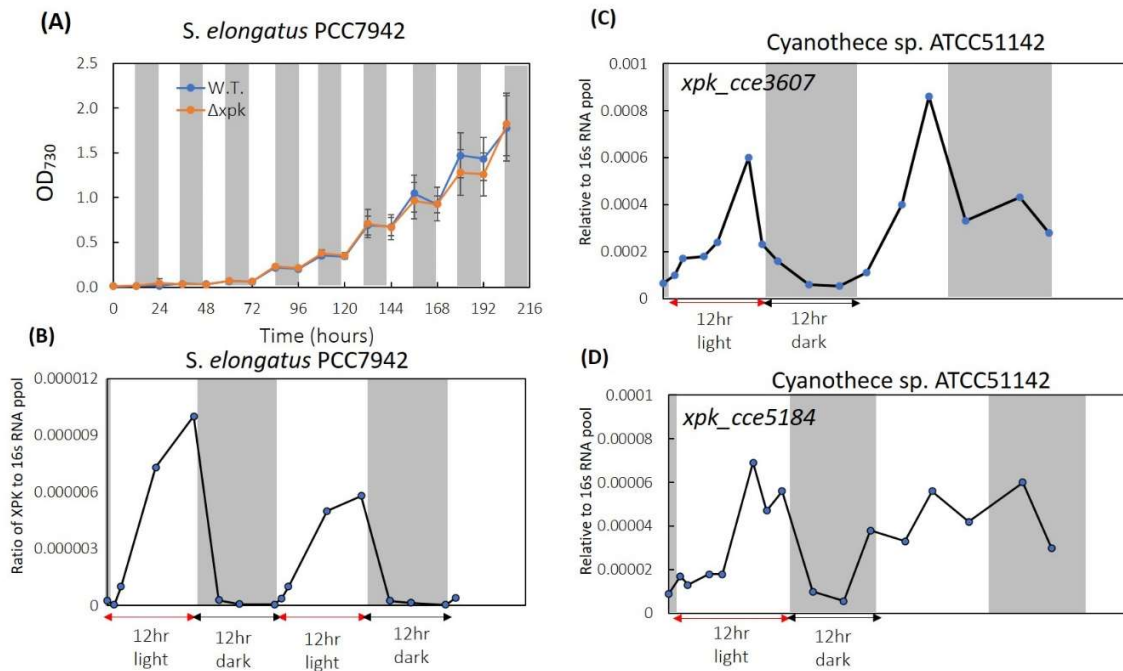 (A)
S. elongatus PCC7942
2.5
2.0
1.5
1.0
0.5
0.0
OD730
W.T.
Δxpk
0 24 48 72 96 120 144 168 192 216
Time (hours)
(B)
S. elongatus PCC7942
0.000012
0.000009
0.000006
0.000003
0
Ratio of XPK to 16s RNA ppol
12hr
light
12hr
dark
12hr
light
12hr
dark
(C)
Cyanothece sp. ATCC51142
xpk_cce3607
0.001
0.0008
0.0006
0.0004
0.0002
0
Relative to 16s RNA ppol
12hr
light
12hr
dark
(D)
Cyanothece sp. ATCC51142
xpk_cce5184
0.0001
0.00008
0.00006
0.00004
0.00002
0
Relative to 16s RNA pool
12hr
light
12hr
dark